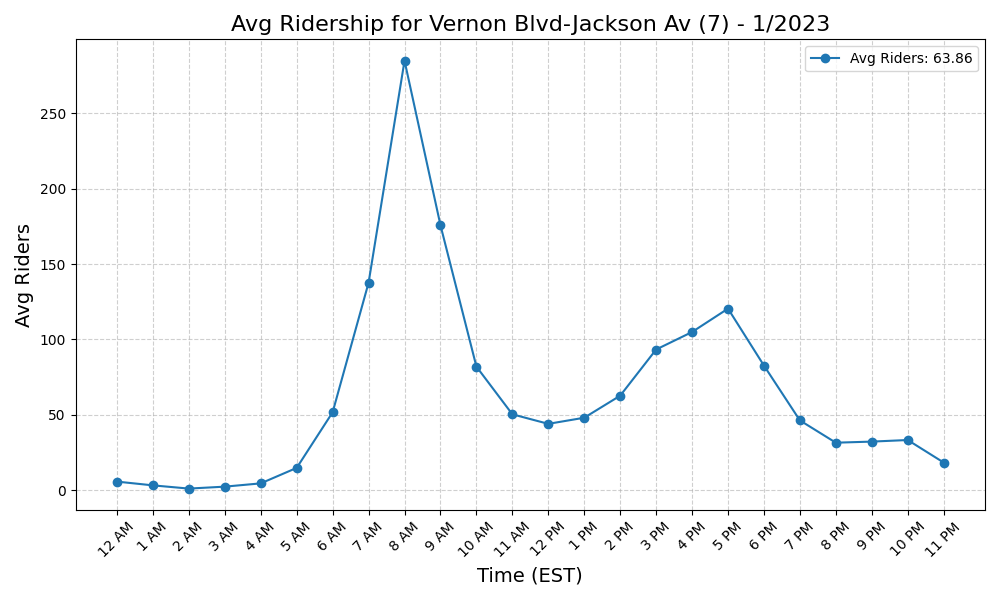 Avg Ridership for Vernon Blvd-Jackson Av (7) - 1/2023
Avg Riders: 63.86
Avg Riders
250
200
150
100
50
0
12 AM
1 AM
2 AM
3 AM
4 AM
5 AM
6 AM
7 AM
8 AM
9 AM
10 AM
11 AM
12 PM
1 PM
2 PM
3 PM
4 PM
5 PM
6 PM
7 PM
8 PM
9 PM
10 PM
11 PM
Time (EST)